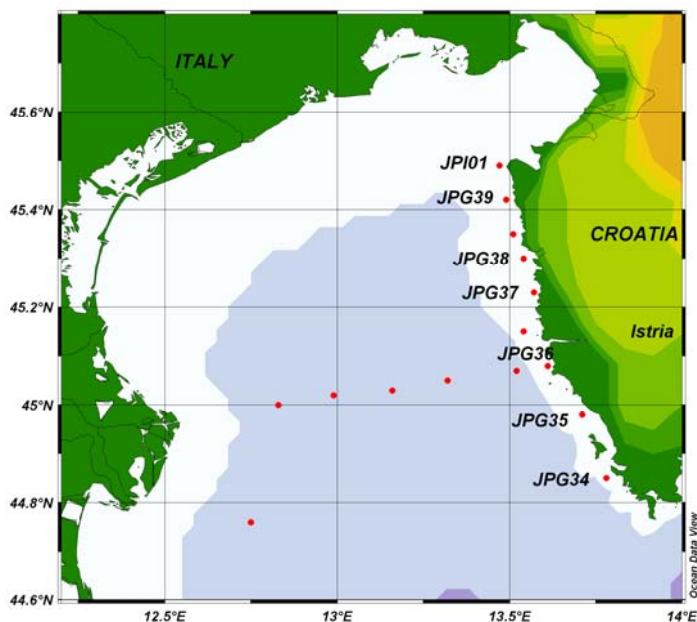 ITALY
45.6°N
JPI01
JPG39
45.4°N
CROATIA
JPG38
JPG37
45.2°N
Istria
JPG36
45°N
JPG35
JPG34
44.8°N
44.6°N
12.5°E
13°E
13.5°E
14°E
Ocean Data View